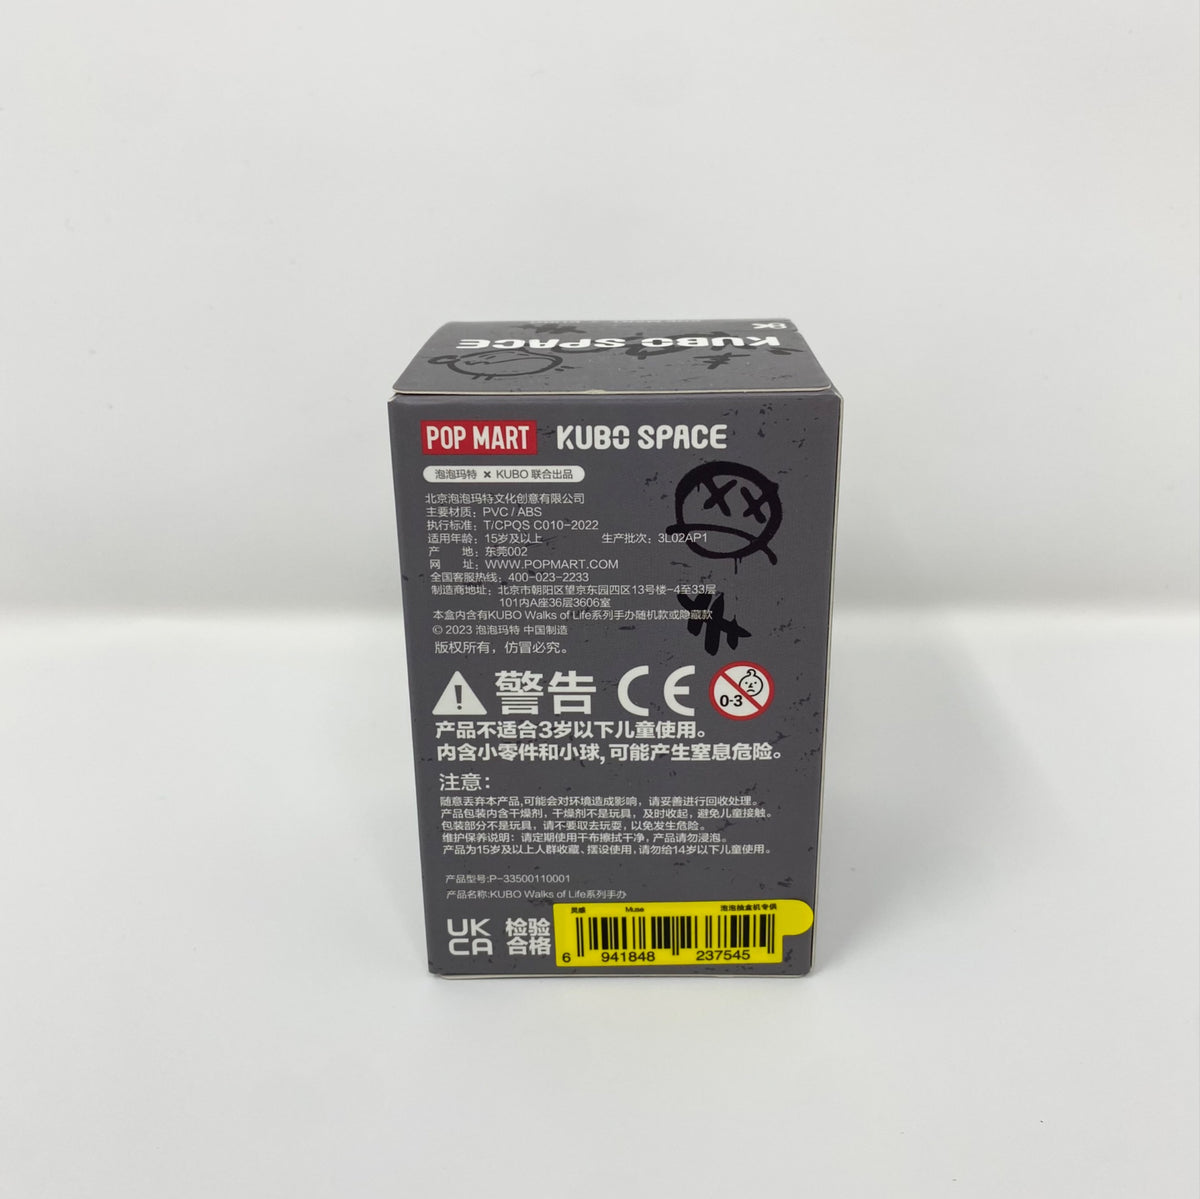 KUBO SPACE
POP MART KUBO SPACE
泡泡玛特 × KUBO 联合出品
北京泡泡玛特文化创意有限公司
主要材质：PVC / ABS
执行标准：T/CPQS C010-2022
适用年龄：15岁及以上 生产批次：3L02AP1
产 地：东莞002
网 址：WWW.POPMART.COM
全国客服热线：400-023-2233
制造商地址：北京市朝阳区望京东园四区13号楼-4至33层
101内A座36层3606室
本盒内含有KUBO Walks of Life系列手办随机款或隐藏款
© 2023 泡泡玛特 中国制造
版权所有，仿冒必究。
警告 CE 0-3
产品不适合3岁以下儿童使用。
内含小零件和小球，可能产生窒息危险。
注意：
随意丢弃本产品，可能会对环境造成影响，请妥善进行回收处理。
产品包装内含干燥剂，干燥剂不是玩具，及时收起，避免儿童接触。
包装部分不是玩具，请不要取去玩耍，以免发生危险。
维护保养说明：请定期使用干布擦拭干净，产品请勿浸泡。
产品为15岁及以上人群收藏、摆设使用，请勿给14岁以下儿童使用。
产品型号:P-33500110001
产品名称:KUBO Walks of Life系列手办
UK CA 检验合格
灵感 Muse 泡泡抽盒机专供
6 941848 237545